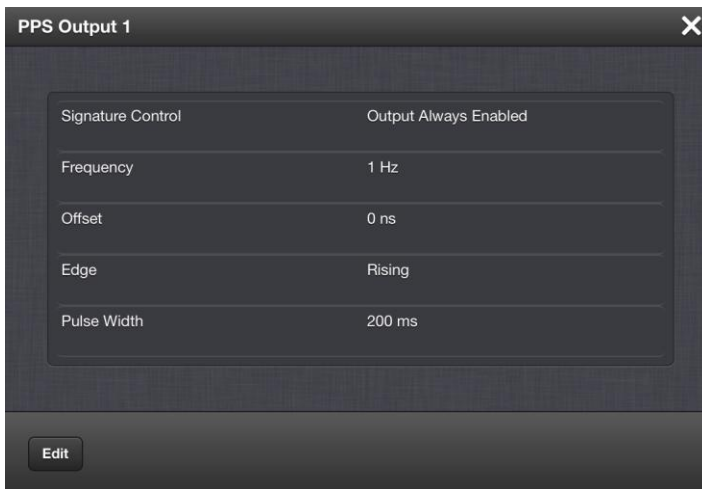 PPS Output 1
Signature Control Output Always Enabled
Frequency 1 Hz
Offset 0 ns
Edge Rising
Pulse Width 200 ms
Edit